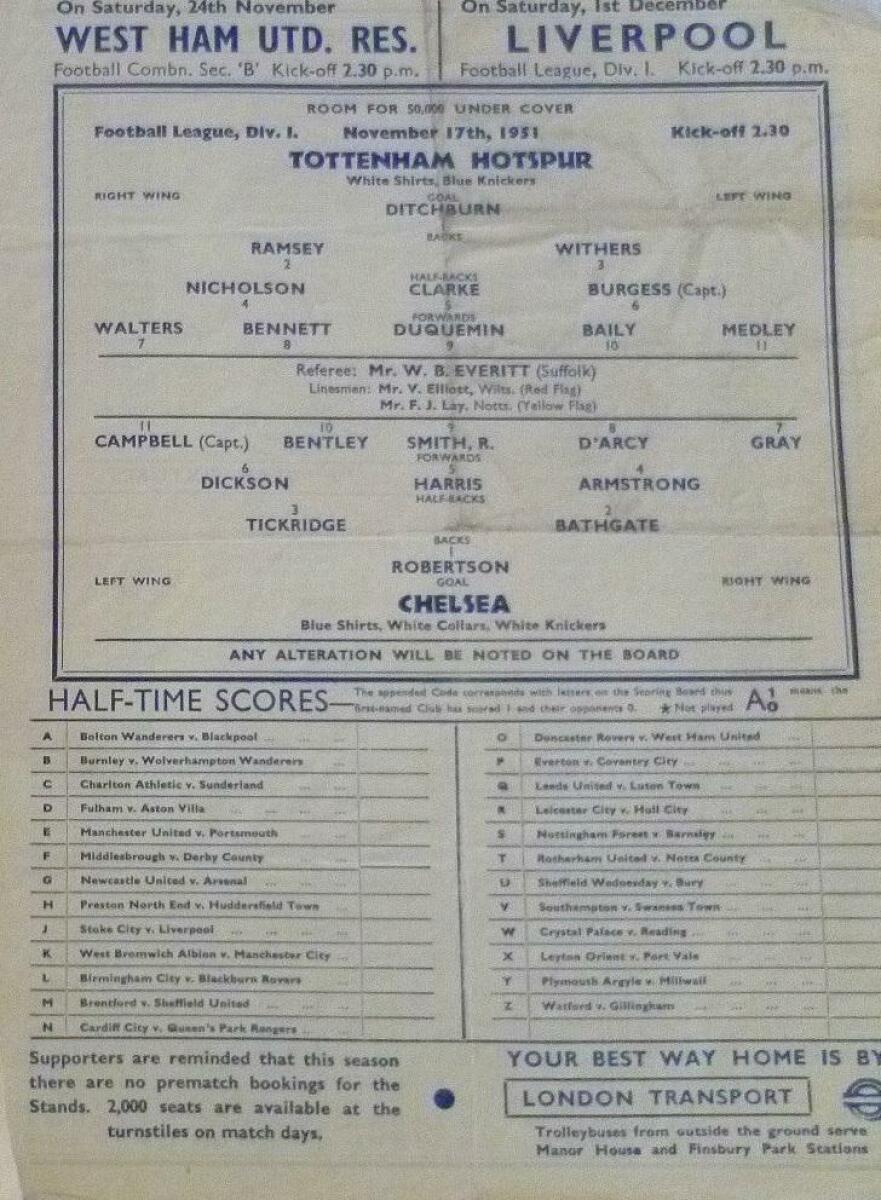 On Saturday, 24th November
WEST HAM UTD. RES.
Football Combn. Sec. 'B' Kick-off 2.30 p.m.
On Saturday, 1st December
LIVERPOOL
Football League, Div. I. Kick-off 2.30 p.m.
ROOM FOR 50,000 UNDER COVER
Football League, Div. I. November 17th, 1951 Kick-off 2.30
TOTTENHAM HOTSPUR
White Shirts, Blue Knickers
RIGHT WING GOAL LEFT WING
DITCHBURN
BACKS
RAMSEY WITHERS
2 3
HALF-BACKS
NICHOLSON CLARKE BURGESS (Capt.)
4 5 6
FORWARDS
WALTERS BENNETT DUQUEMIN BAILY MEDLEY
7 8 9 10 11
Referee: Mr. W. B. EVERITT (Suffolk)
Linesmen: Mr. V. Elliott, Wilts. (Red Flag)
Mr. F. J. Lay, Notts. (Yellow Flag)
11 10 9 8 7
CAMPBELL (Capt.) BENTLEY SMITH, R. D'ARCY GRAY
FORWARDS
6 5 4
DICKSON HARRIS ARMSTRONG
HALF-BACKS
3 2
TICKRIDGE BATHGATE
BACKS
1
ROBERTSON
LEFT WING GOAL RIGHT WING
CHELSEA
Blue Shirts, White Collars, White Knickers
ANY ALTERATION WILL BE NOTED ON THE BOARD
HALF-TIME SCORES—The appended Code corresponds with letters on the Scoring Board thus A 1 0 means the
first-named Club has scored 1 and their opponents 0. ★ Not played
A Bolton Wanderers v. Blackpool ... ...
B Burnley v. Wolverhampton Wanderers ...
C Charlton Athletic v. Sunderland ... ...
D Fulham v. Aston Villa ... ... ...
E Manchester United v. Portsmouth ... ...
F Middlesbrough v. Derby County ... ...
G Newcastle United v. Arsenal ... ... ...
H Preston North End v. Huddersfield Town ...
J Stoke City v. Liverpool ... ... ...
K West Bromwich Albion v. Manchester City ...
L Birmingham City v. Blackburn Rovers ...
M Brentford v. Sheffield United ... ... ...
N Cardiff City v. Queen's Park Rangers ... ...
O Doncaster Rovers v. West Ham United ...
P Everton v. Coventry City ... ... ...
Q Leeds United v. Luton Town ... ...
R Leicester City v. Hull City ... ...
S Nottingham Forest v. Barnsley ... ... ...
T Rotherham United v. Notts County ... ...
U Sheffield Wednesday v. Bury ... ...
V Southampton v. Swansea Town ... ... ...
W Crystal Palace v. Reading ... ... ...
X Leyton Orient v. Port Vale ... ...
Y Plymouth Argyle v. Millwall ... ...
Z Watford v. Gillingham ... ... ...
Supporters are reminded that this season
there are no prematch bookings for the
Stands. 2,000 seats are available at the
turnstiles on match days.
YOUR BEST WAY HOME IS BY
LONDON TRANSPORT
Trolleybuses from outside the ground serve
Manor House and Finsbury Park Stations